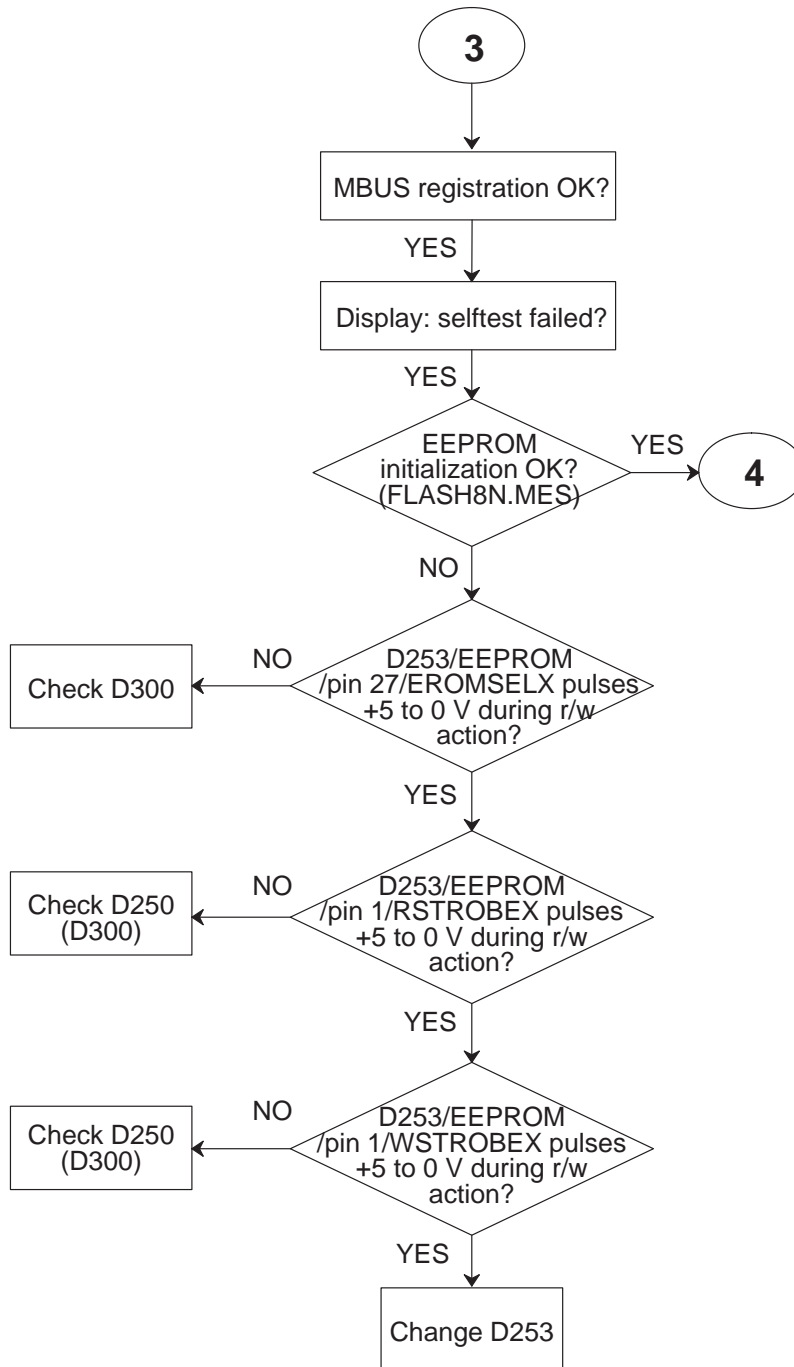 3
MBUS registration OK?
YES
Display: selftest failed?
YES
EEPROM
initialization OK?
(FLASH8N.MES)
YES
4
NO
D253/EEPROM
/pin 27/EROMSELX pulses
+5 to 0 V during r/w
action?
NO
Check D300
YES
D253/EEPROM
/pin 1/RSTROBEX pulses
+5 to 0 V during r/w
action?
NO
Check D250
(D300)
YES
D253/EEPROM
/pin 1/WSTROBEX pulses
+5 to 0 V during r/w
action?
NO
Check D250
(D300)
YES
Change D253